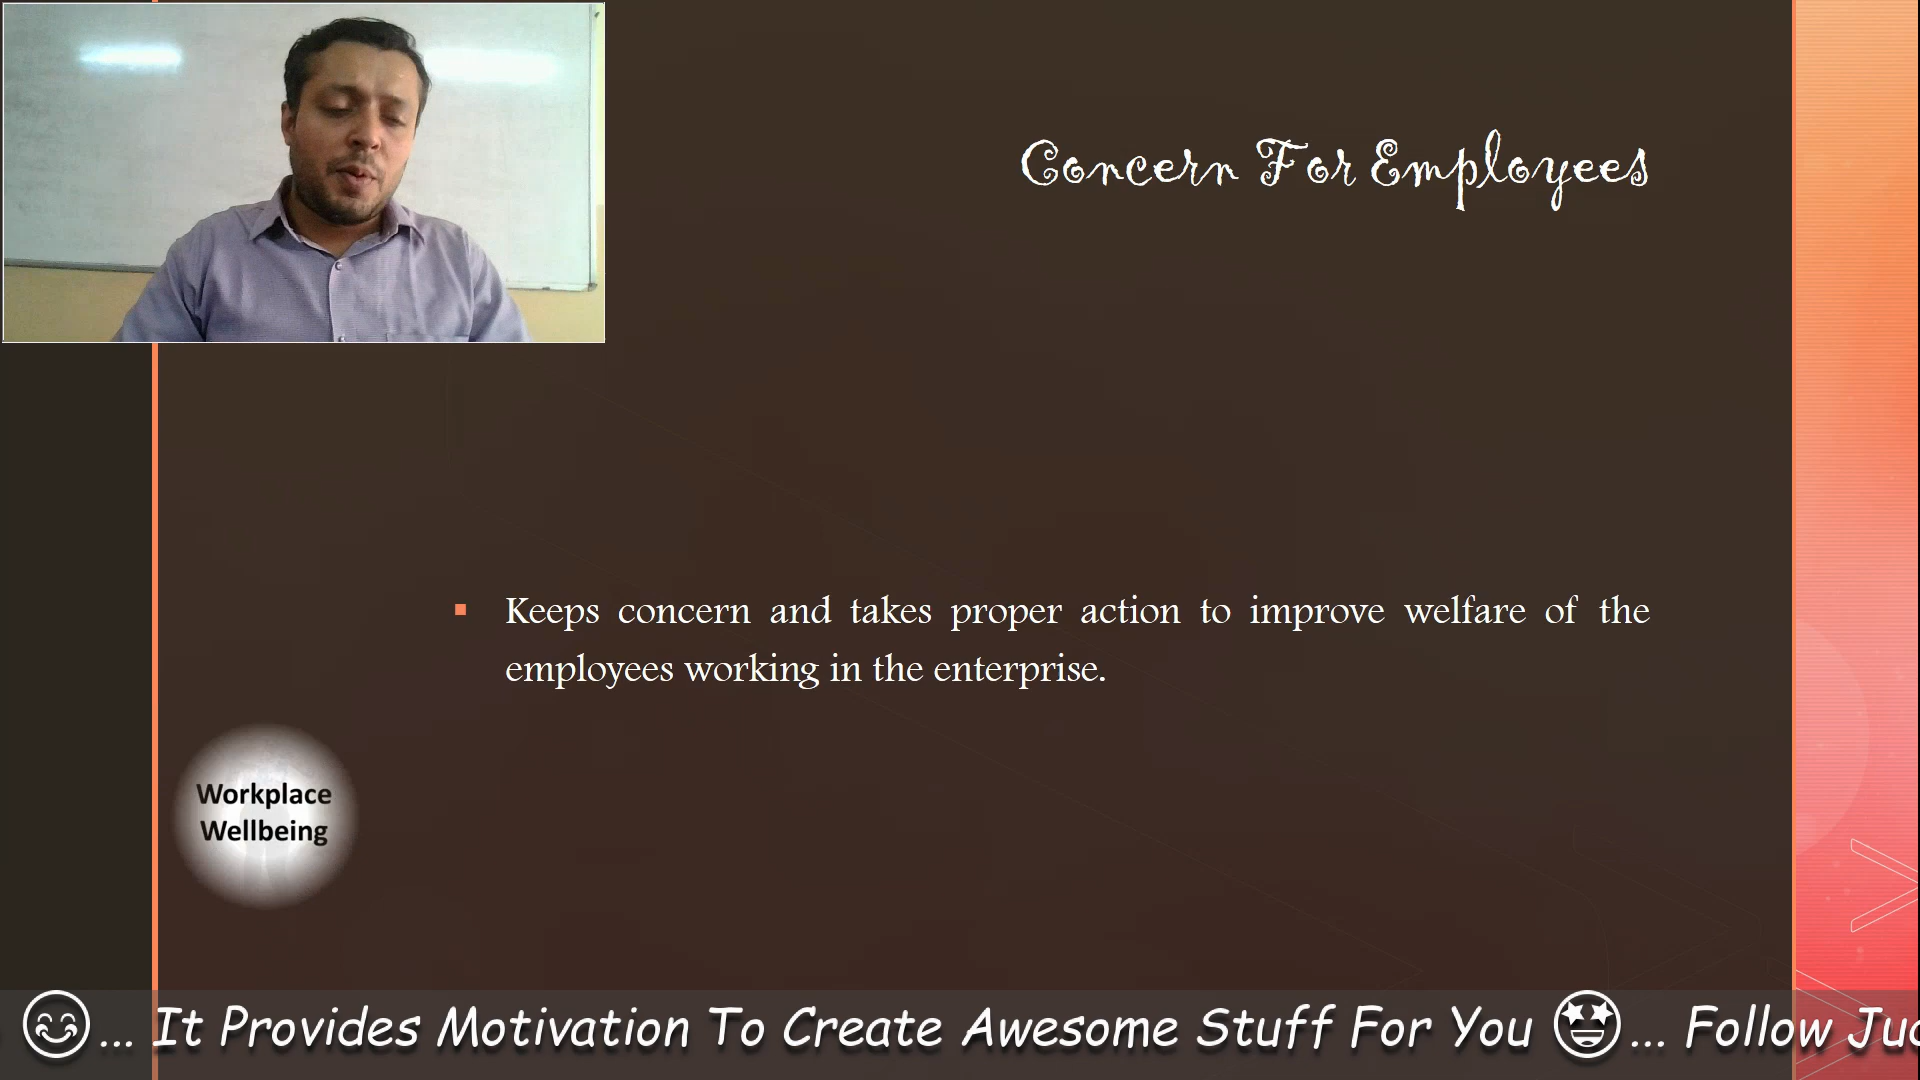 Concern For Employees
Keeps concern and takes proper action to improve welfare of the
employees working in the enterprise.
Workplace
Wellbeing
... It Provides Motivation To Create Awesome Stuff For You ... Follow